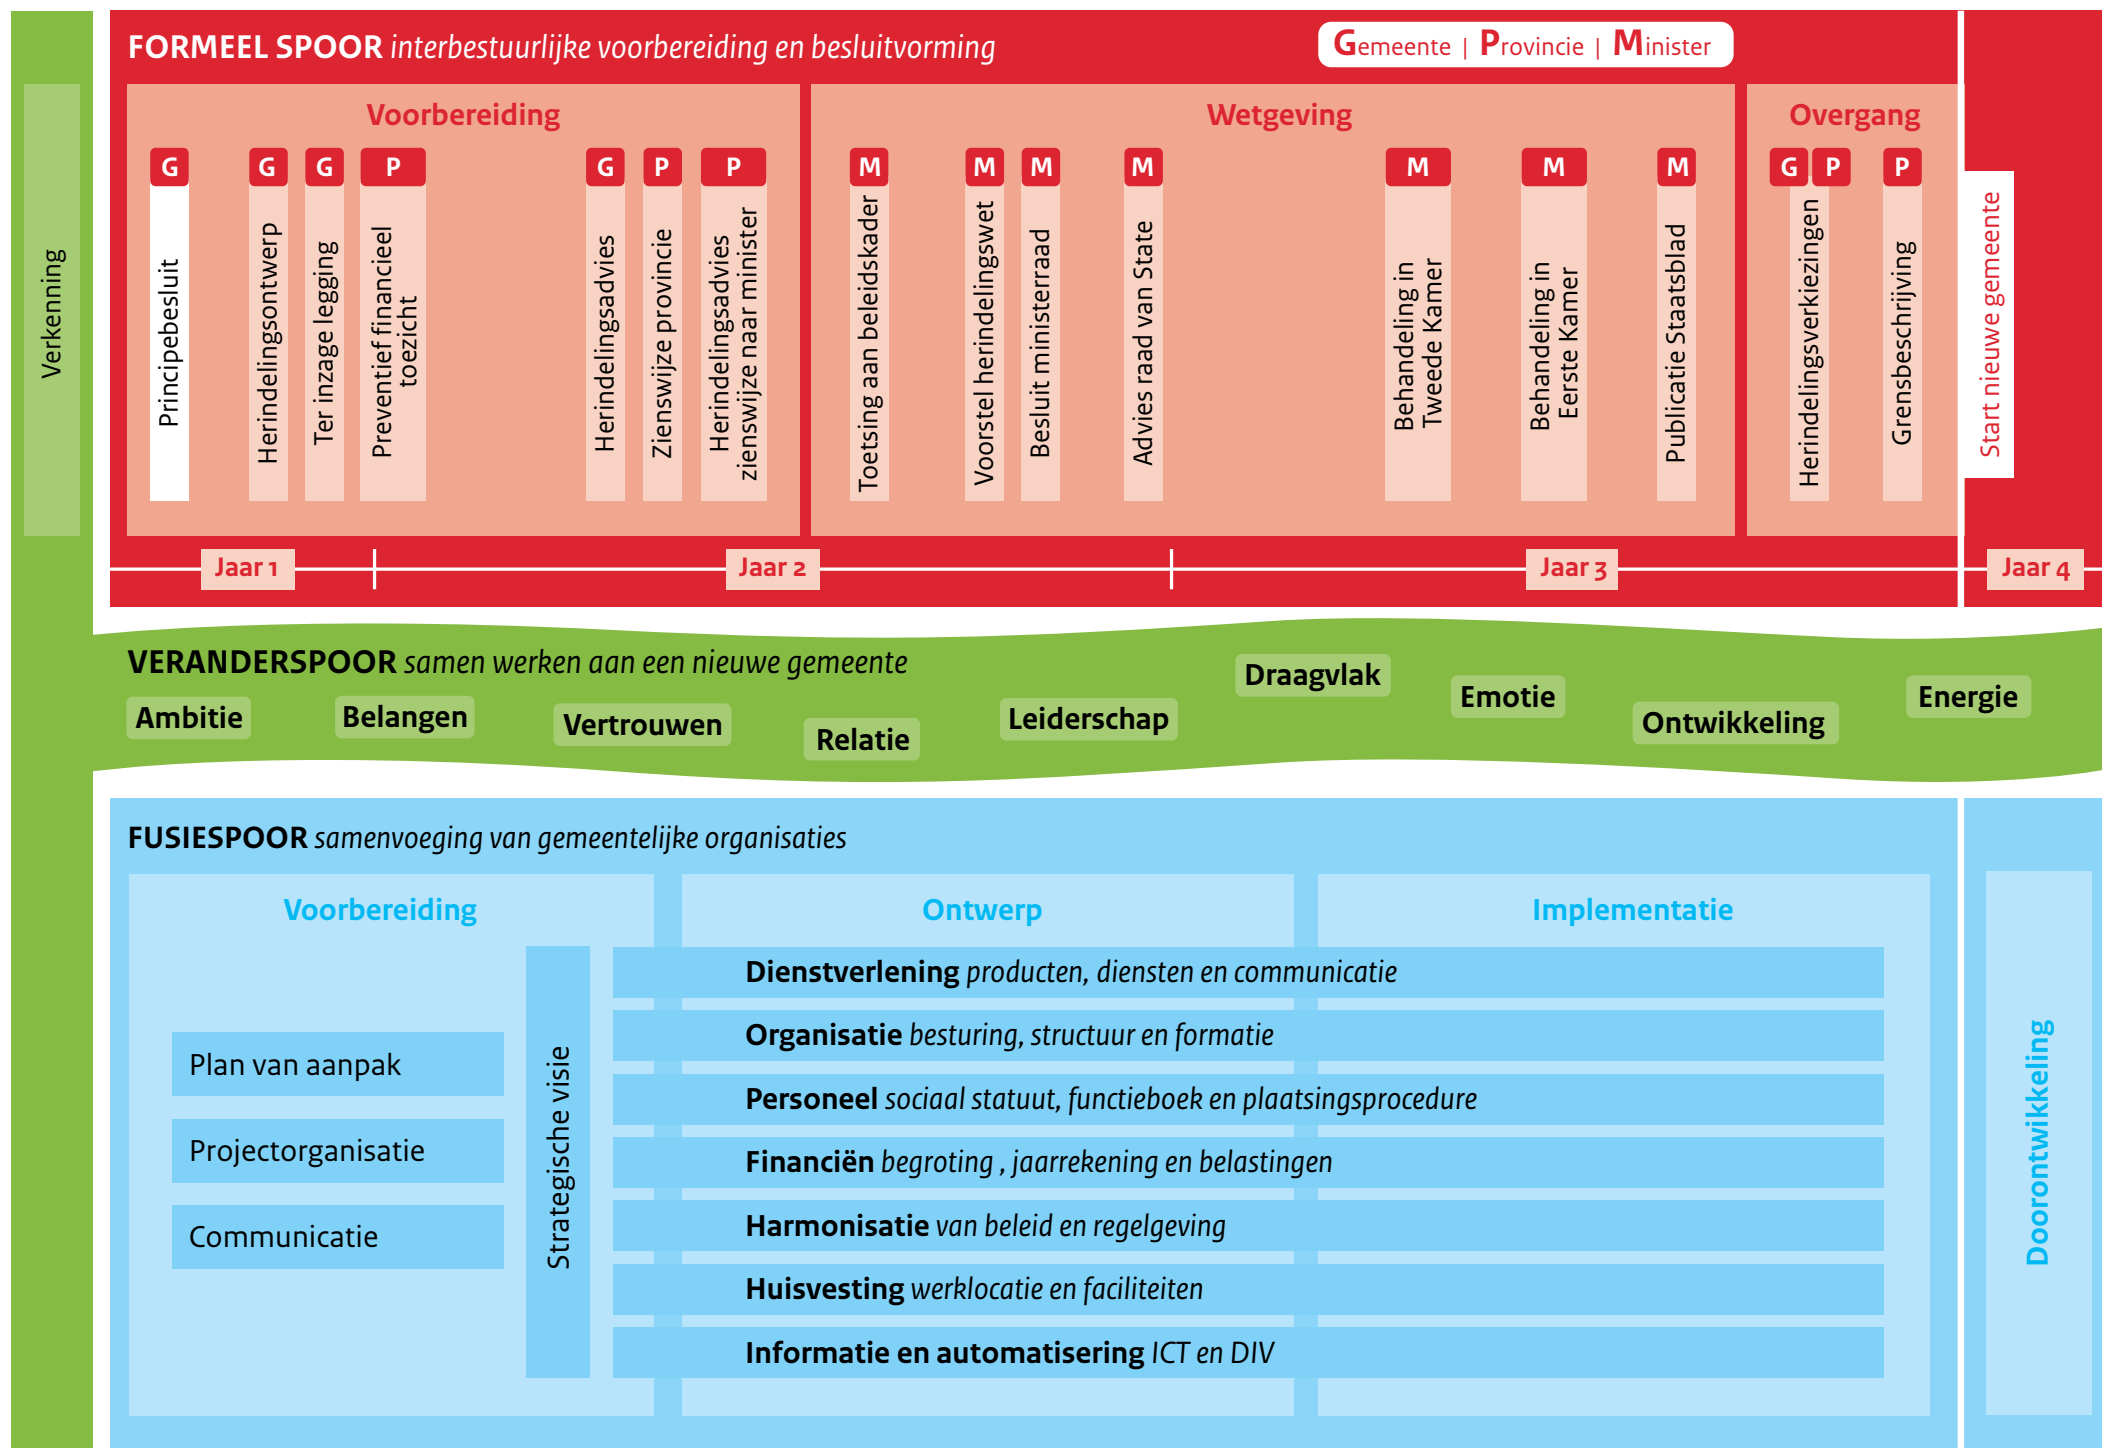 FORMEEL SPOOR interbestuurlijke voorbereiding en besluitvorming
Gemeente | Provincie | Minister
Verkenning
Voorbereiding
Wetgeving
Overgang
G
G
G
P
G
P
P
M
M
M
M
M
M
M
G
P
P
Principebesluit
Herindelingsontwerp
Ter inzage legging
Preventief financieel
toezicht
Herindelingsadvies
Zienswijze provincie
Herindelingsadvies
zienswijze naar minister
Toetsing aan beleidskader
Voorstel herindelingswet
Besluit ministerraad
Advies raad van State
Behandeling in
Tweede Kamer
Behandeling in
Eerste Kamer
Publicatie Staatsblad
Herindelingsverkiezingen
Grensbeschrijving
Start nieuwe gemeente
Jaar 1
Jaar 2
Jaar 3
Jaar 4
VERANDERSPOOR samen werken aan een nieuwe gemeente
Ambitie
Belangen
Vertrouwen
Relatie
Leiderschap
Draagvlak
Emotie
Ontwikkeling
Energie
FUSIESPOOR samenvoeging van gemeentelijke organisaties
Voorbereiding
Ontwerp
Implementatie
Plan van aanpak
Projectorganisatie
Communicatie
Strategische visie
Dienstverlening producten, diensten en communicatie
Organisatie besturing, structuur en formatie
Personeel sociaal statuut, functieboek en plaatsingsprocedure
Financiën begroting , jaarrekening en belastingen
Harmonisatie van beleid en regelgeving
Huisvesting werklocatie en faciliteiten
Informatie en automatisering ICT en DIV
Doorontwikkeling